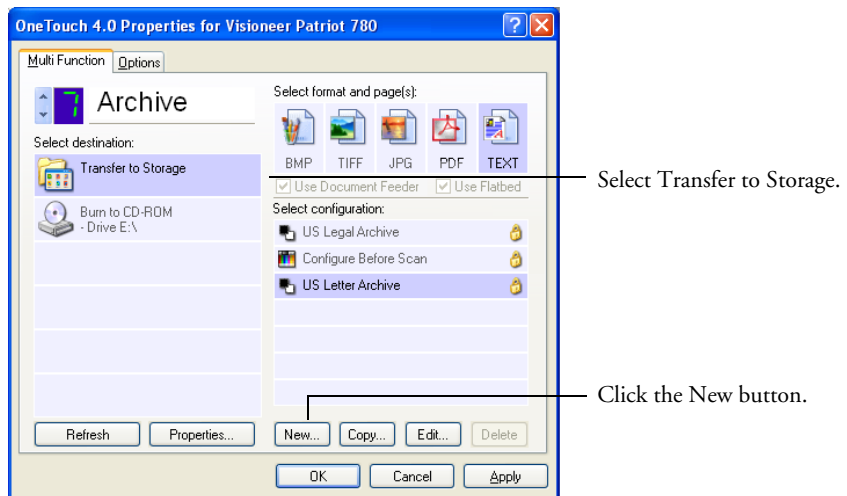 OneTouch 4.0 Properties for Visioneer Patriot 780
Multi Function
Options
7
Archive
Select destination:
Transfer to Storage
Burn to CD-ROM
- Drive E:\
Refresh
Properties...
Select format and page(s):
BMP
TIFF
JPG
PDF
TEXT
Use Document Feeder
Use Flatbed
Select configuration:
US Legal Archive
Configure Before Scan
US Letter Archive
New...
Copy...
Edit...
Delete
OK
Cancel
Apply
Select Transfer to Storage.
Click the New button.